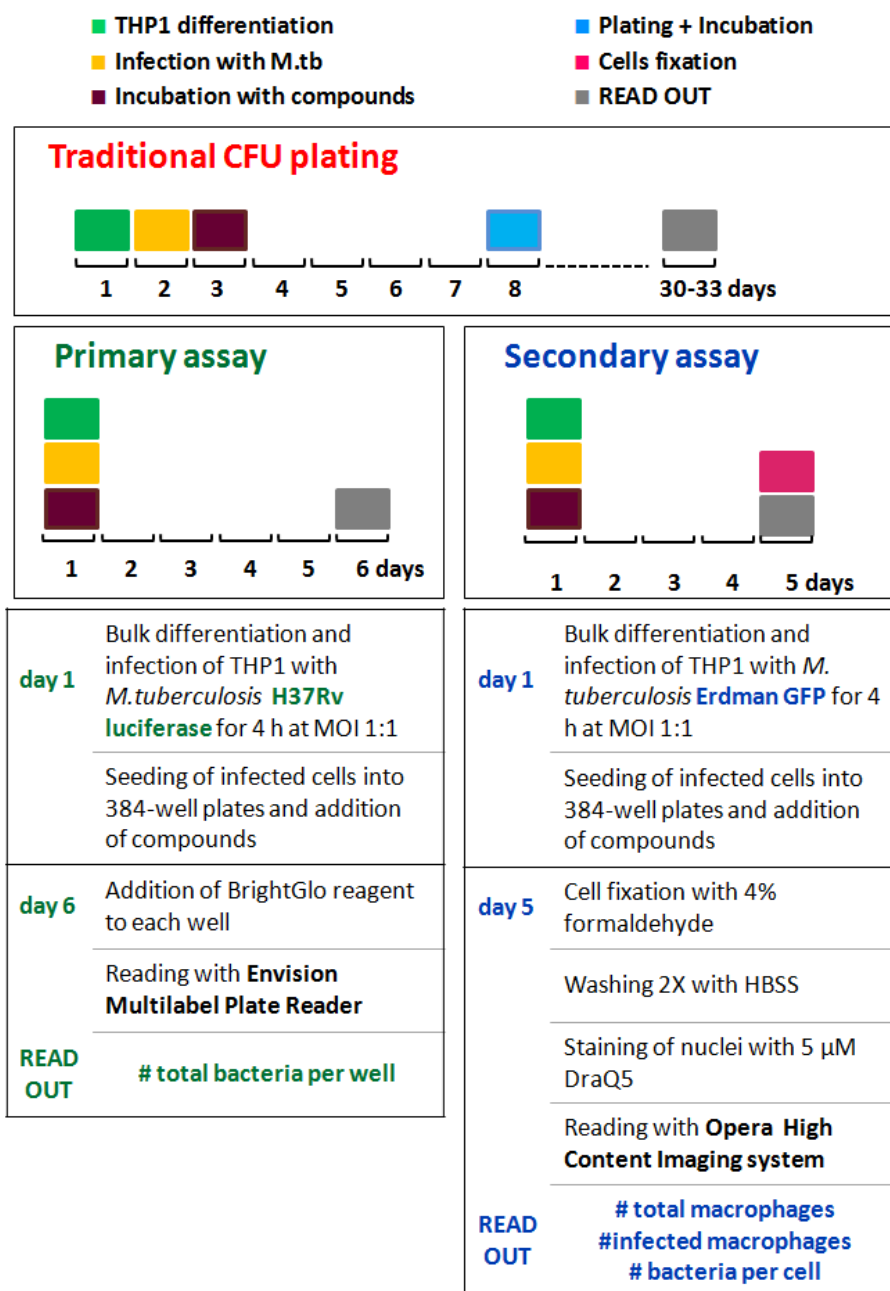 THP1 differentiation
Infection with M.tb
Incubation with compounds
Plating + Incubation
Cells fixation
READ OUT
Traditional CFU plating
1 2 3 4 5 6 7 8 30-33 days
Primary assay
1 2 3 4 5 6 days
Secondary assay
1 2 3 4 5 days
day 1
Bulk differentiation and
infection of THP1 with
M.tuberculosis H37Rv
luciferase for 4 h at MOI 1:1
Seeding of infected cells into
384-well plates and addition
of compounds
day 6
Addition of BrightGlo reagent
to each well
Reading with Envision
Multilabel Plate Reader
READ
OUT
# total bacteria per well
day 1
Bulk differentiation and
infection of THP1 with M.
tuberculosis Erdman GFP for 4
h at MOI 1:1
Seeding of infected cells into
384-well plates and addition
of compounds
day 5
Cell fixation with 4%
formaldehyde
Washing 2X with HBSS
Staining of nuclei with 5 µM
DraQ5
Reading with Opera High
Content Imaging system
READ
OUT
# total macrophages
#infected macrophages
# bacteria per cell